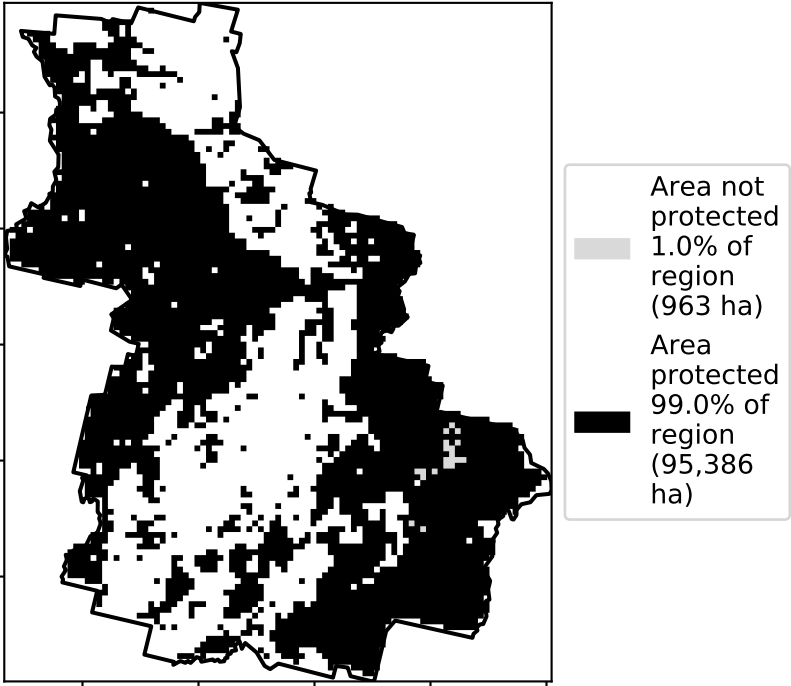 Area not
protected
1.0% of
region
(963 ha)
Area
protected
99.0% of
region
(95,386
ha)